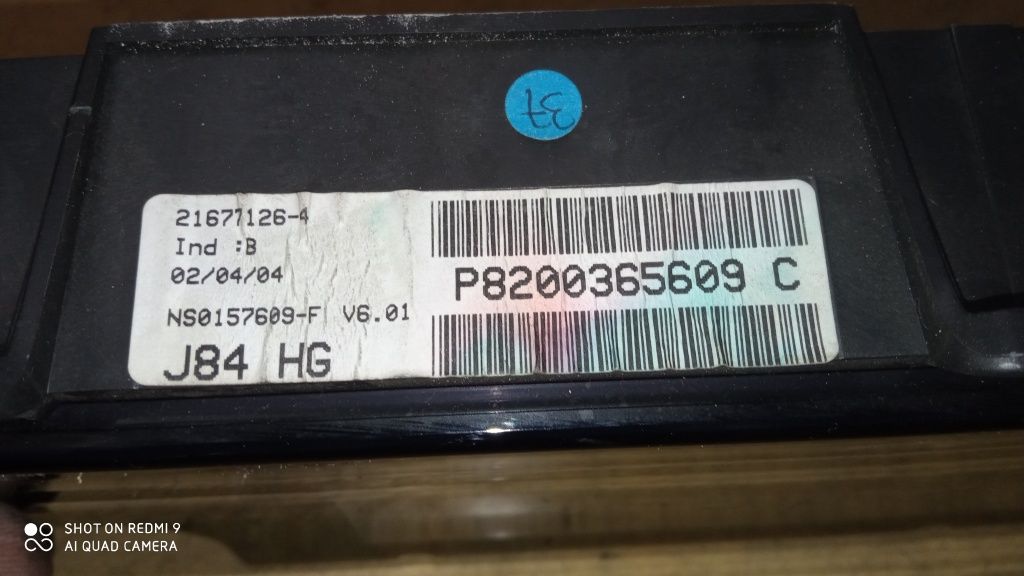 37
21677126-4
Ind :B
02/04/04
NS0157609-F V6.01
J84 HG
P8200365609 C
SHOT ON REDMI 9
AI QUAD CAMERA